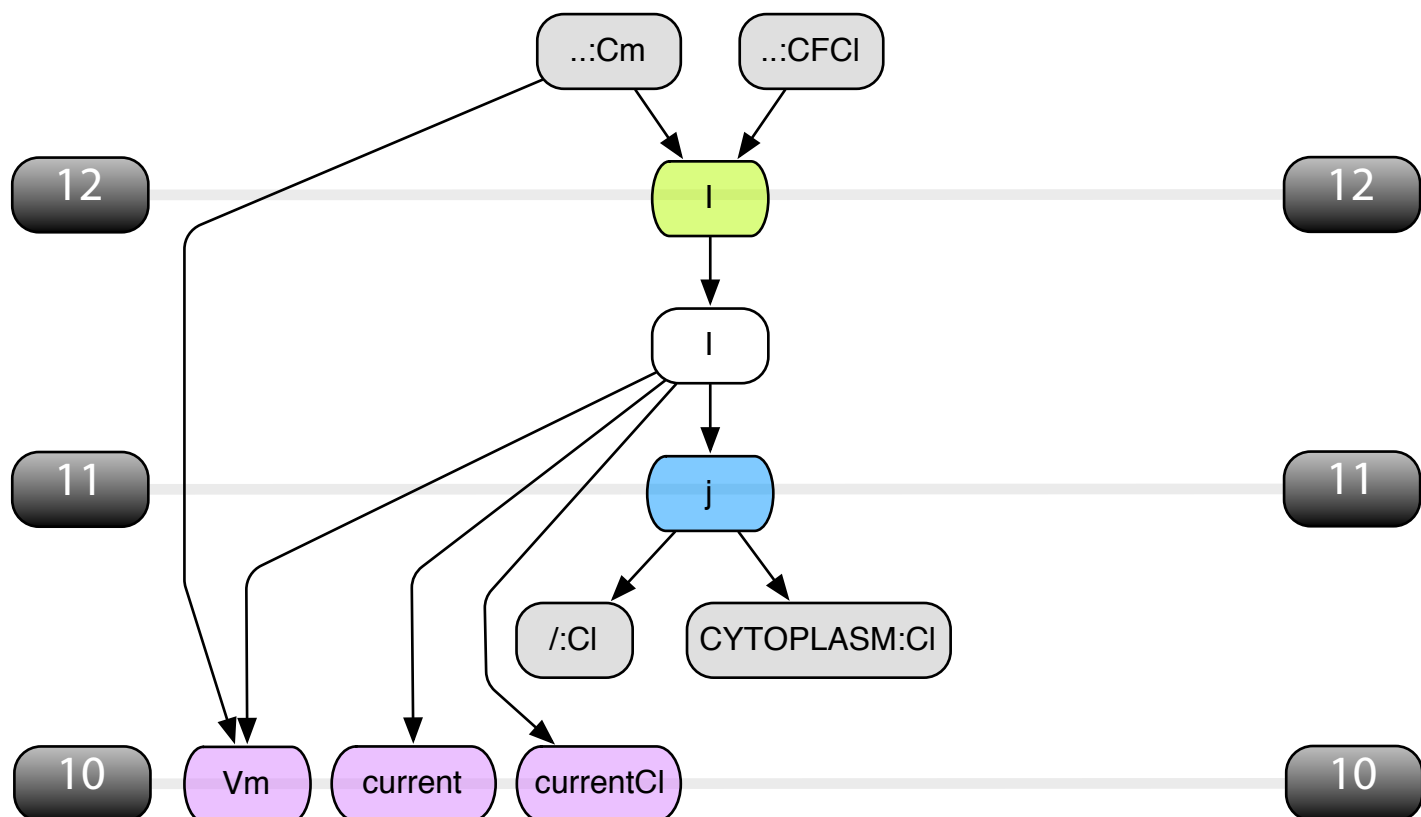 ..:Cm
..:CFCl
12
I
12
I
11
j
11
/:Cl
CYTOPLASM:Cl
10
Vm
current
currentCl
10